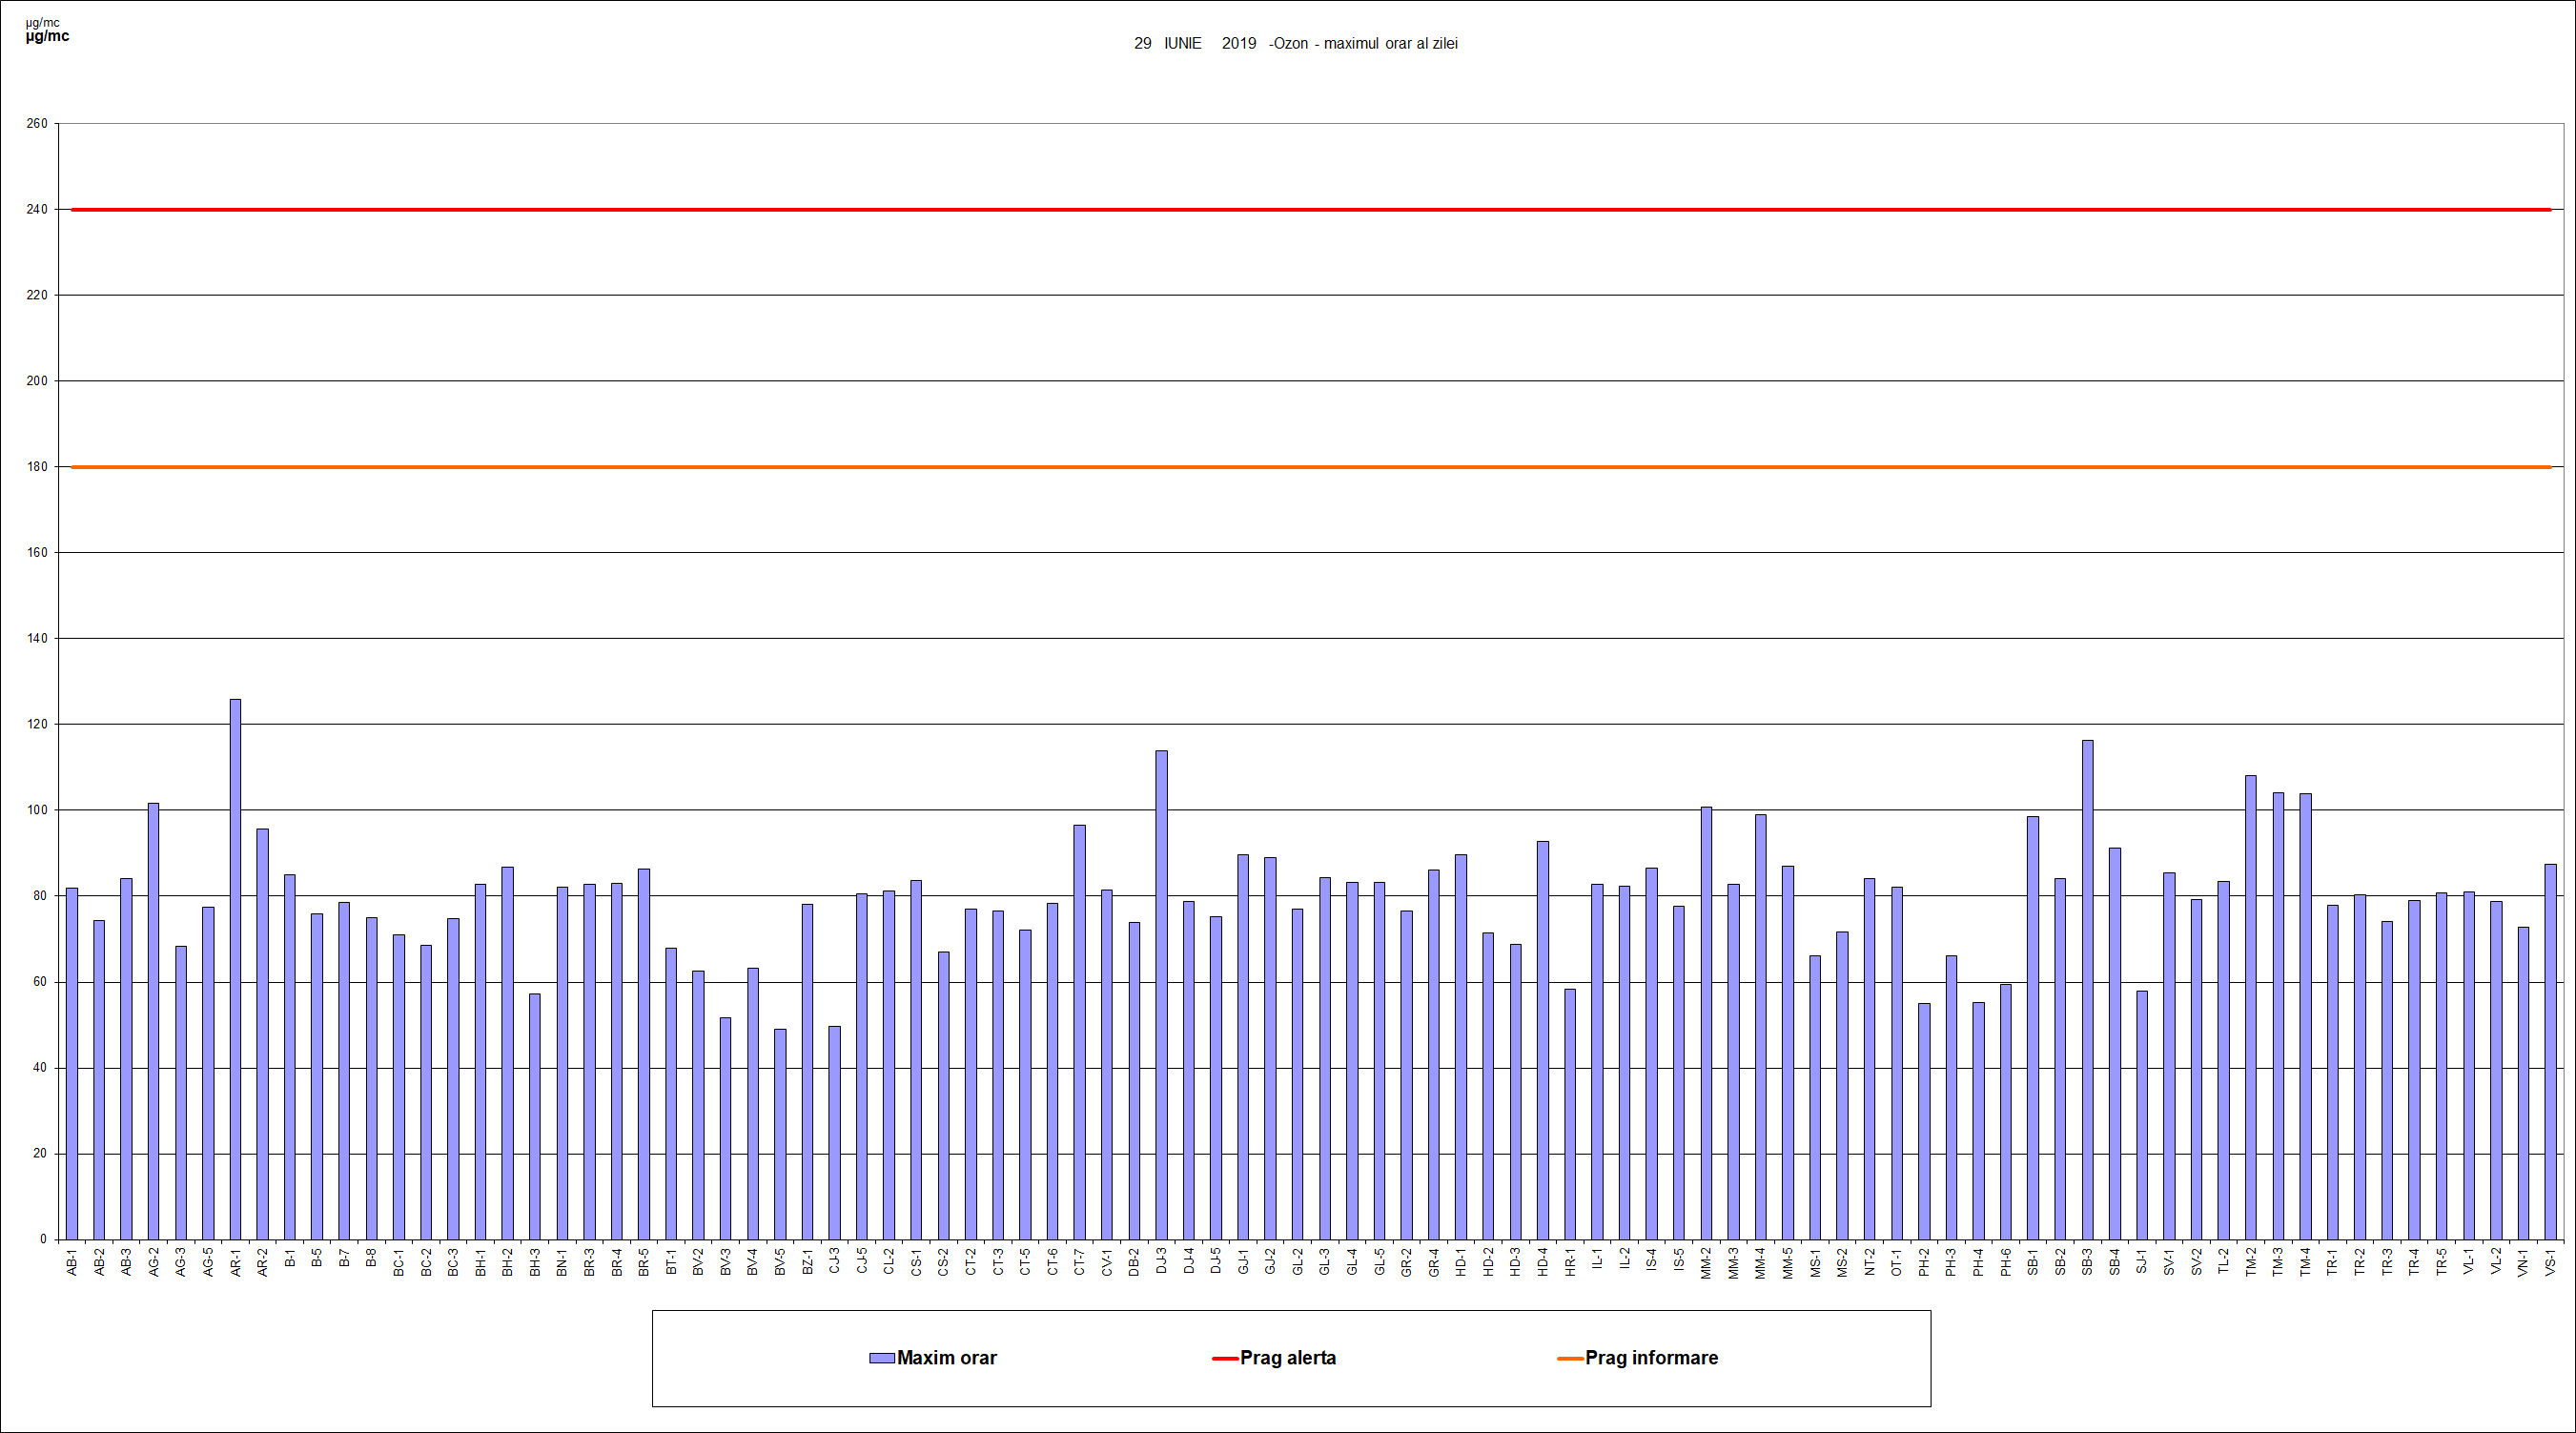 µg/mc
µg/mc
29 IUNIE 2019 -Ozon - maximul orar al zilei
260
240
220
200
180
160
140
120
100
80
60
40
20
0
AB-1 AB-2 AB-3 AG-2 AG-3 AG-5 AR-1 AR-2 B-1 B-5 B-7 B-8 BC-1 BC-2 BC-3 BH-1 BH-2 BH-3 BN-1 BR-3 BR-4 BR-5 BT-1 BV-2 BV-3 BV-4 BV-5 BZ-1 CJ-3 CJ-5 CL-2 CS-1 CS-2 CT-2 CT-3 CT-5 CT-6 CT-7 CV-1 DB-2 DJ-3 DJ-4 DJ-5 GJ-1 GJ-2 GL-2 GL-3 GL-4 GL-5 GR-2 GR-4 HD-1 HD-2 HD-3 HD-4 HR-1 IL-1 IL-2 IS-4 IS-5 MM-2 MM-3 MM-4 MM-5 MS-1 MS-2 NT-2 OT-1 PH-2 PH-3 PH-4 PH-6 SB-1 SB-2 SB-3 SB-4 SJ-1 SV-1 SV-2 TL-2 TM-2 TM-3 TM-4 TR-1 TR-2 TR-3 TR-4 TR-5 VL-1 VL-2 VN-1 VS-1
Maxim orar Prag alerta Prag informare